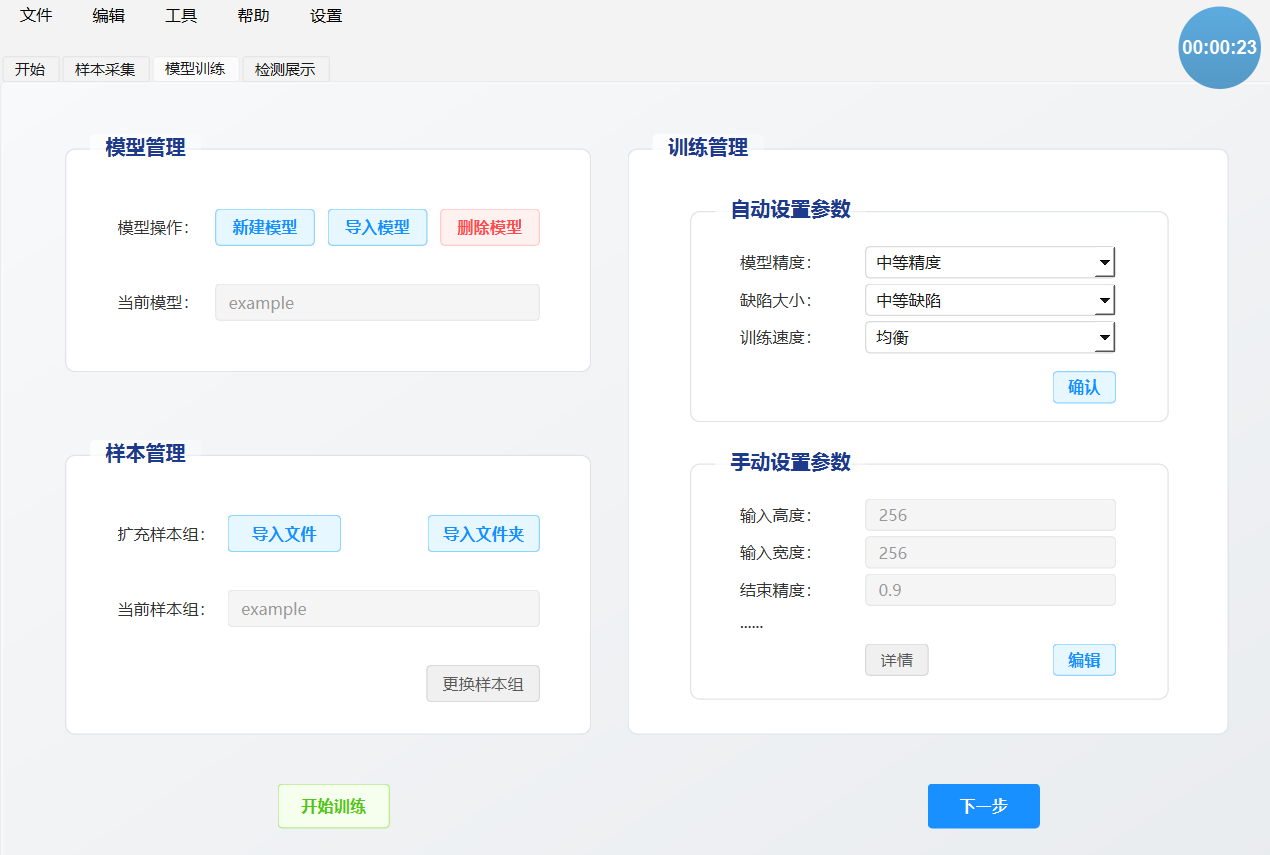 文件 编辑 工具 帮助 设置
00:00:23
开始 样本采集 模型训练 检测展示
模型管理
模型操作： 新建模型 导入模型 删除模型
当前模型： example
样本管理
扩充样本组： 导入文件 导入文件夹
当前样本组： example
更换样本组
训练管理
自动设置参数
模型精度： 中等精度
缺陷大小： 中等缺陷
训练速度： 均衡
确认
手动设置参数
输入高度： 256
输入宽度： 256
结束精度： 0.9
......
详情 编辑
开始训练 下一步